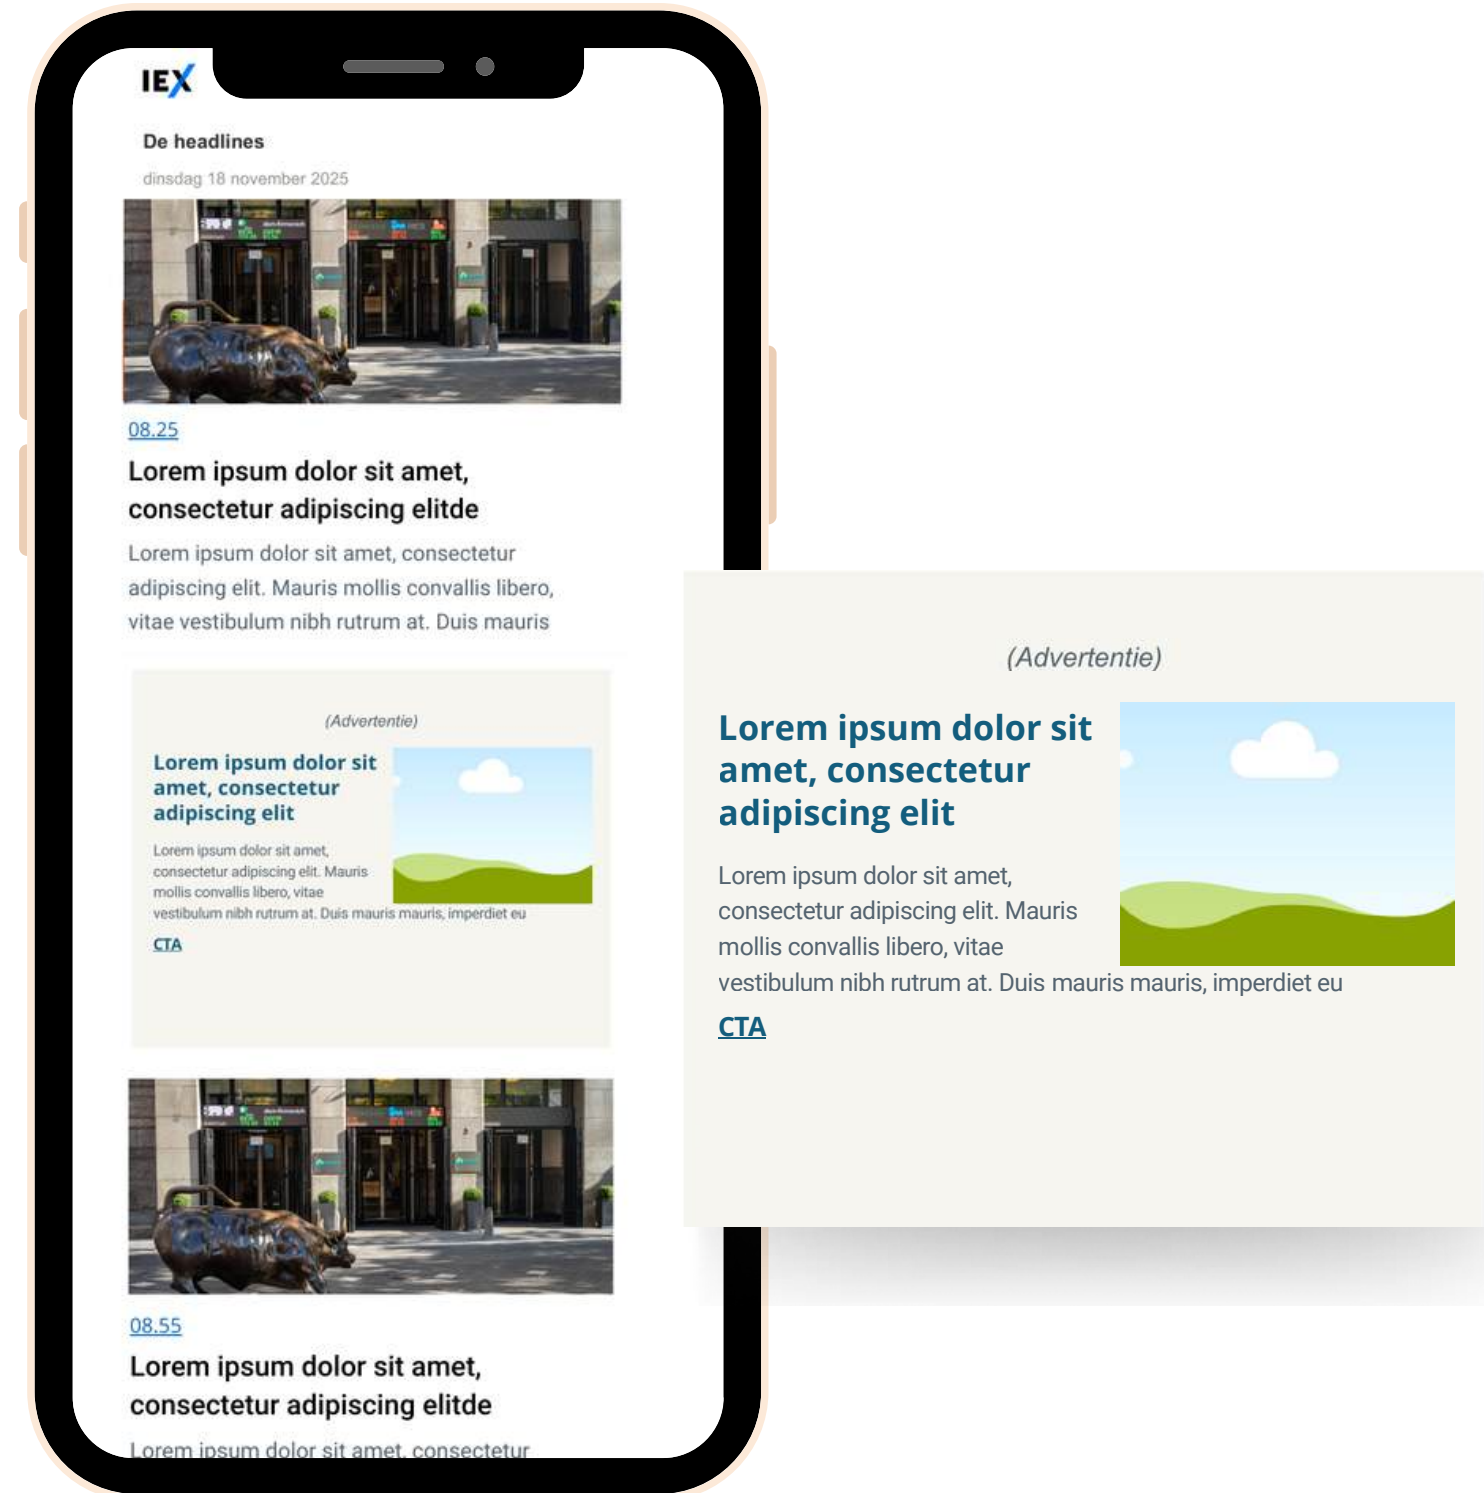 IEX
De headlines
dinsdag 18 november 2025
08.25
Lorem ipsum dolor sit amet,
consectetur adipiscing elitde
Lorem ipsum dolor sit amet, consectetur
adipiscing elit. Mauris mollis convallis libero,
vitae vestibulum nibh rutrum at. Duis mauris
(Advertentie)
Lorem ipsum dolor sit
amet, consectetur
adipiscing elit
Lorem ipsum dolor sit amet,
consectetur adipiscing elit. Mauris
mollis convallis libero, vitae
vestibulum nibh rutrum at. Duis mauris mauris, imperdiet eu
CTA
08.55
Lorem ipsum dolor sit amet,
consectetur adipiscing elitde
Lorem ipsum dolor sit amet, consectetur
(Advertentie)
Lorem ipsum dolor sit
amet, consectetur
adipiscing elit
Lorem ipsum dolor sit amet,
consectetur adipiscing elit. Mauris
mollis convallis libero, vitae
vestibulum nibh rutrum at. Duis mauris mauris, imperdiet eu
CTA